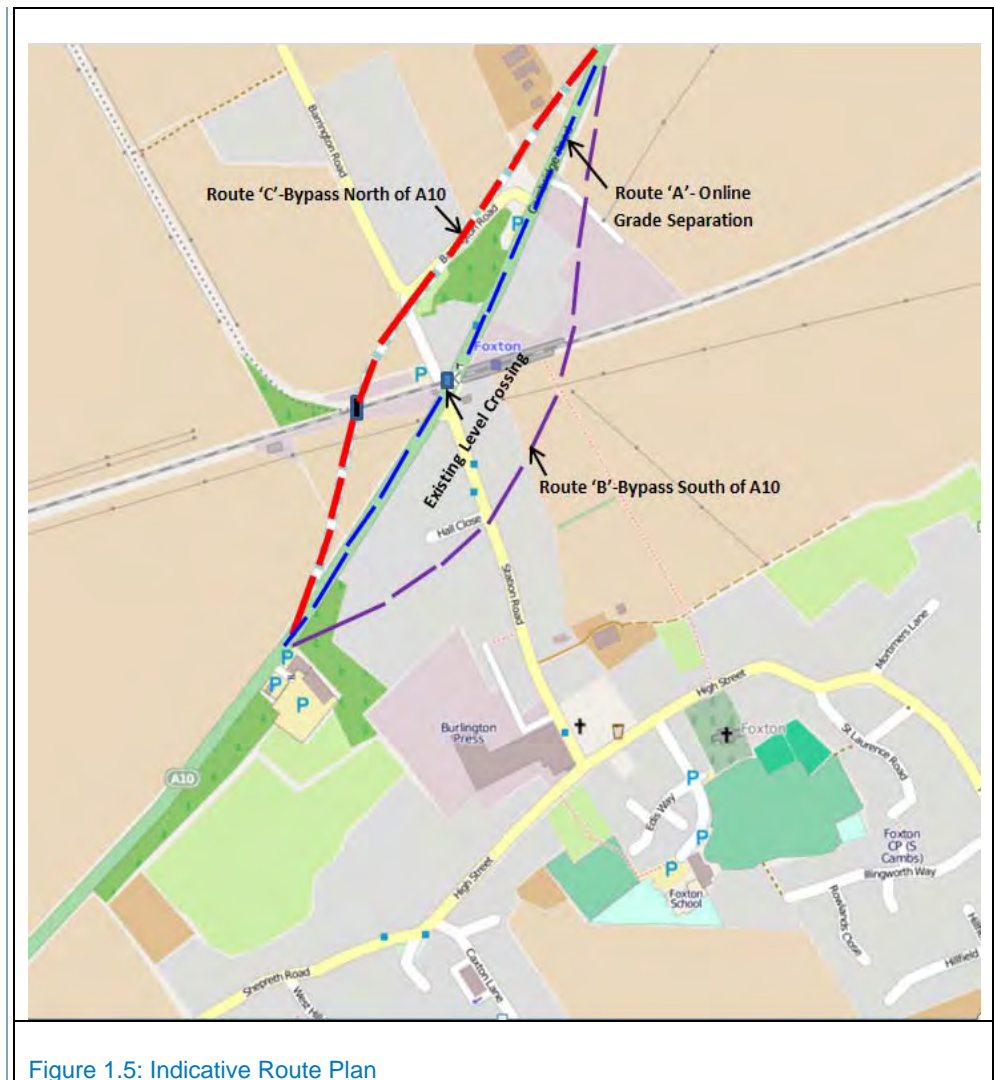 Barrington Road
Route 'C'-Bypass North of A10
Route 'A'- Online
Grade Separation
P
Foxton
P
Existing Level Crossing
Route 'B'-Bypass South of A10
Hall Close
Station Road
P
P
P
A10
Burlington
Press
High Street
Mortimers Lane
Foxton
St Laurence Road
P
Edis Way
P
Foxton
CP (S
Cambs)
Illingworth Way
P
Foxton
School
Rowlands Close
High Street
Hillfield
Caxton Lane
Shepreth Road
Figure 1.5: Indicative Route Plan